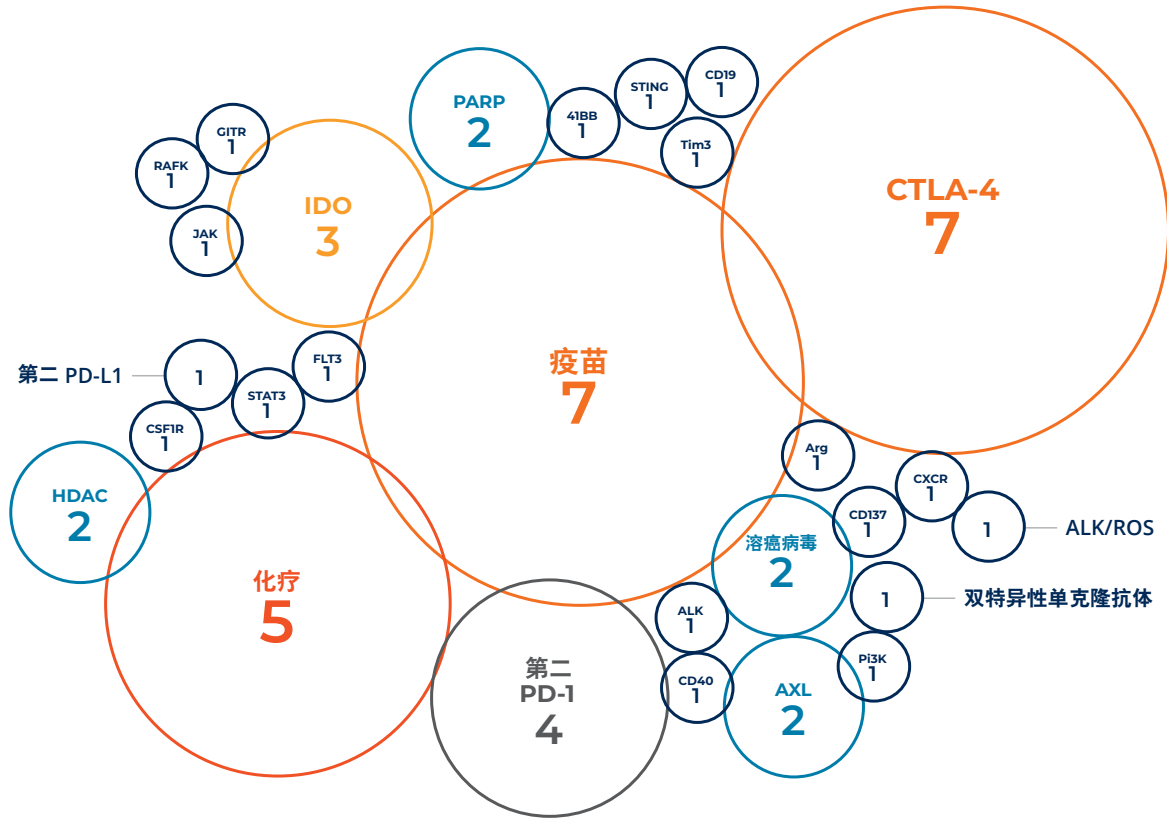 PARP
2
41BB
1
STING
1
CD19
1
Tim3
1
GITR
1
RAFK
1
JAK
1
IDO
3
CTLA-4
7
疫苗
7
FLT3
1
第二 PD-L1
1
STAT3
1
CSF1R
1
HDAC
2
化疗
5
第二
PD-1
4
Arg
1
CXCR
1
CD137
1
1
ALK/ROS
溶癌病毒
2
1
双特异性单克隆抗体
ALK
1
Pi3K
1
CD40
1
AXL
2